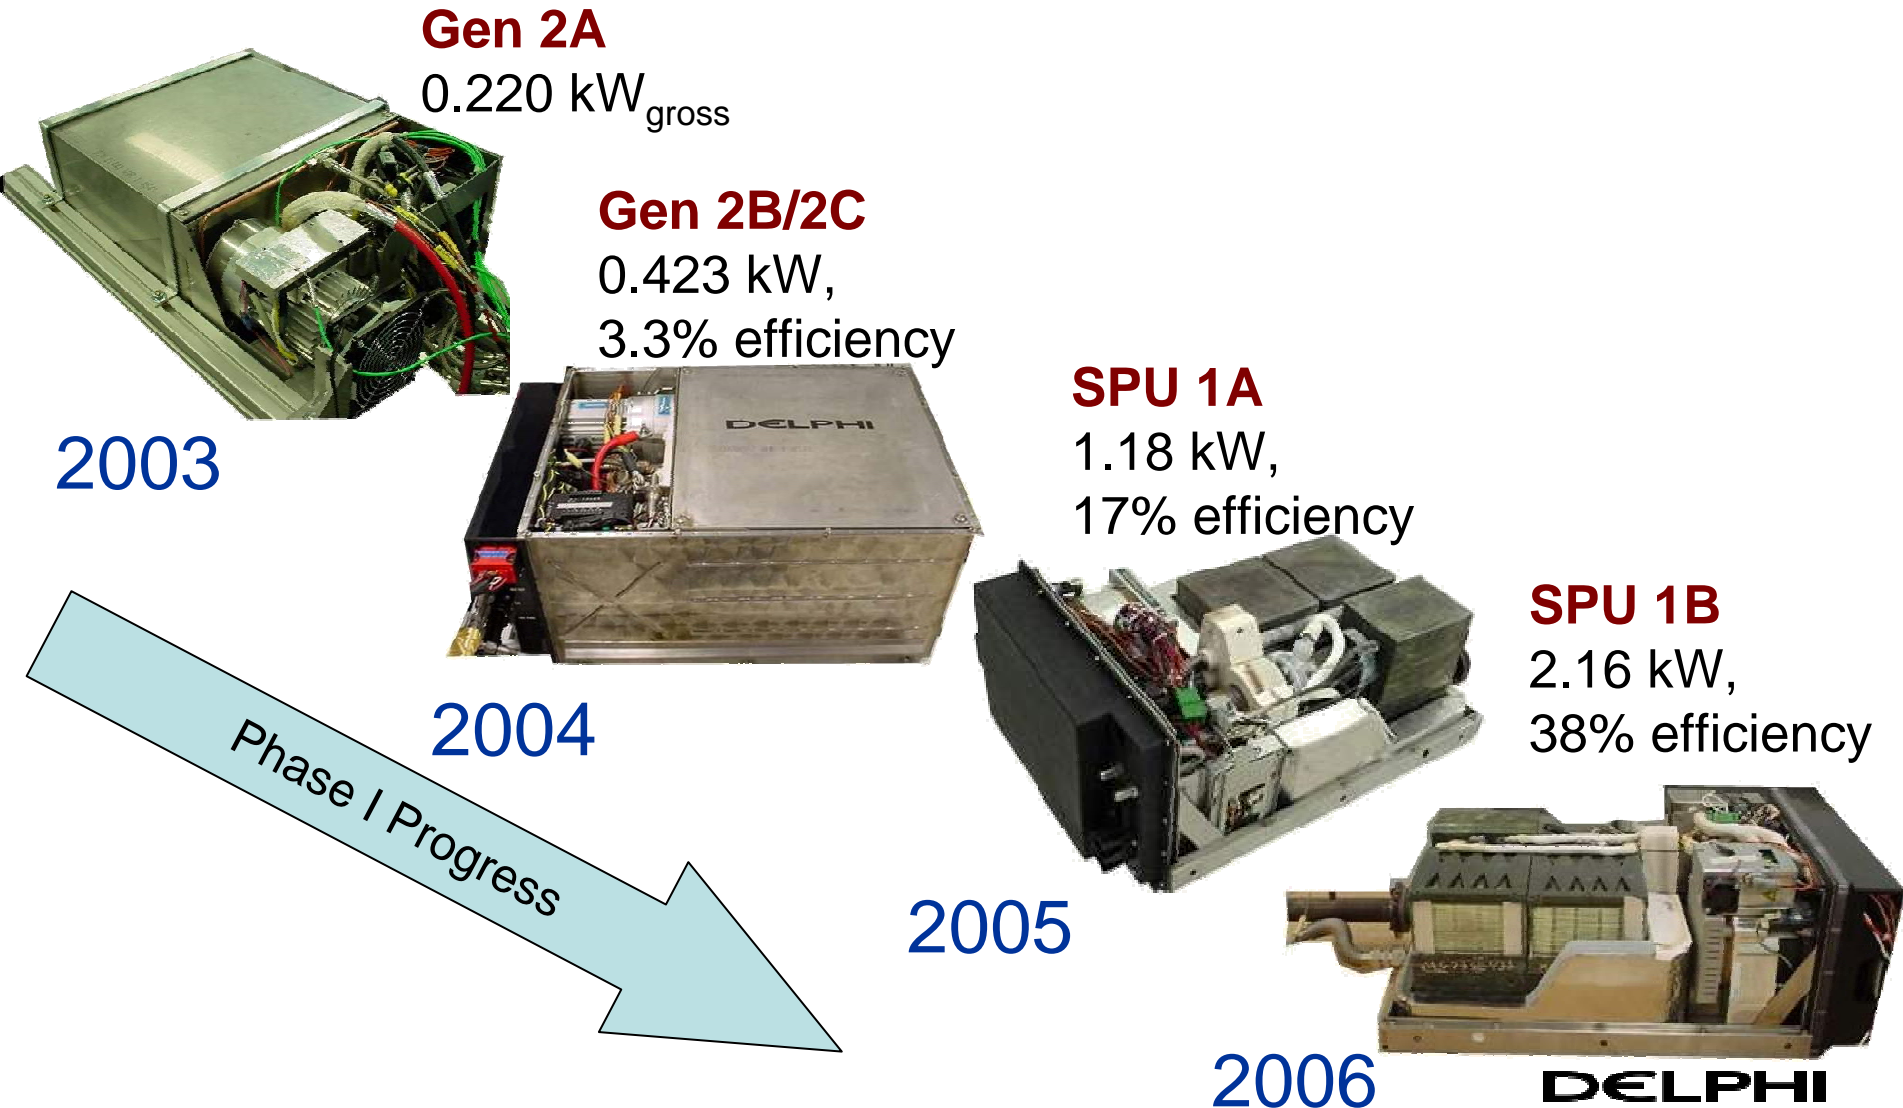 Gen 2A
0.220 kWgross
2003
Gen 2B/2C
0.423 kW,
3.3% efficiency
DELPHI
2004
SPU 1A
1.18 kW,
17% efficiency
2005
SPU 1B
2.16 kW,
38% efficiency
2006
Phase I Progress
DELPHI